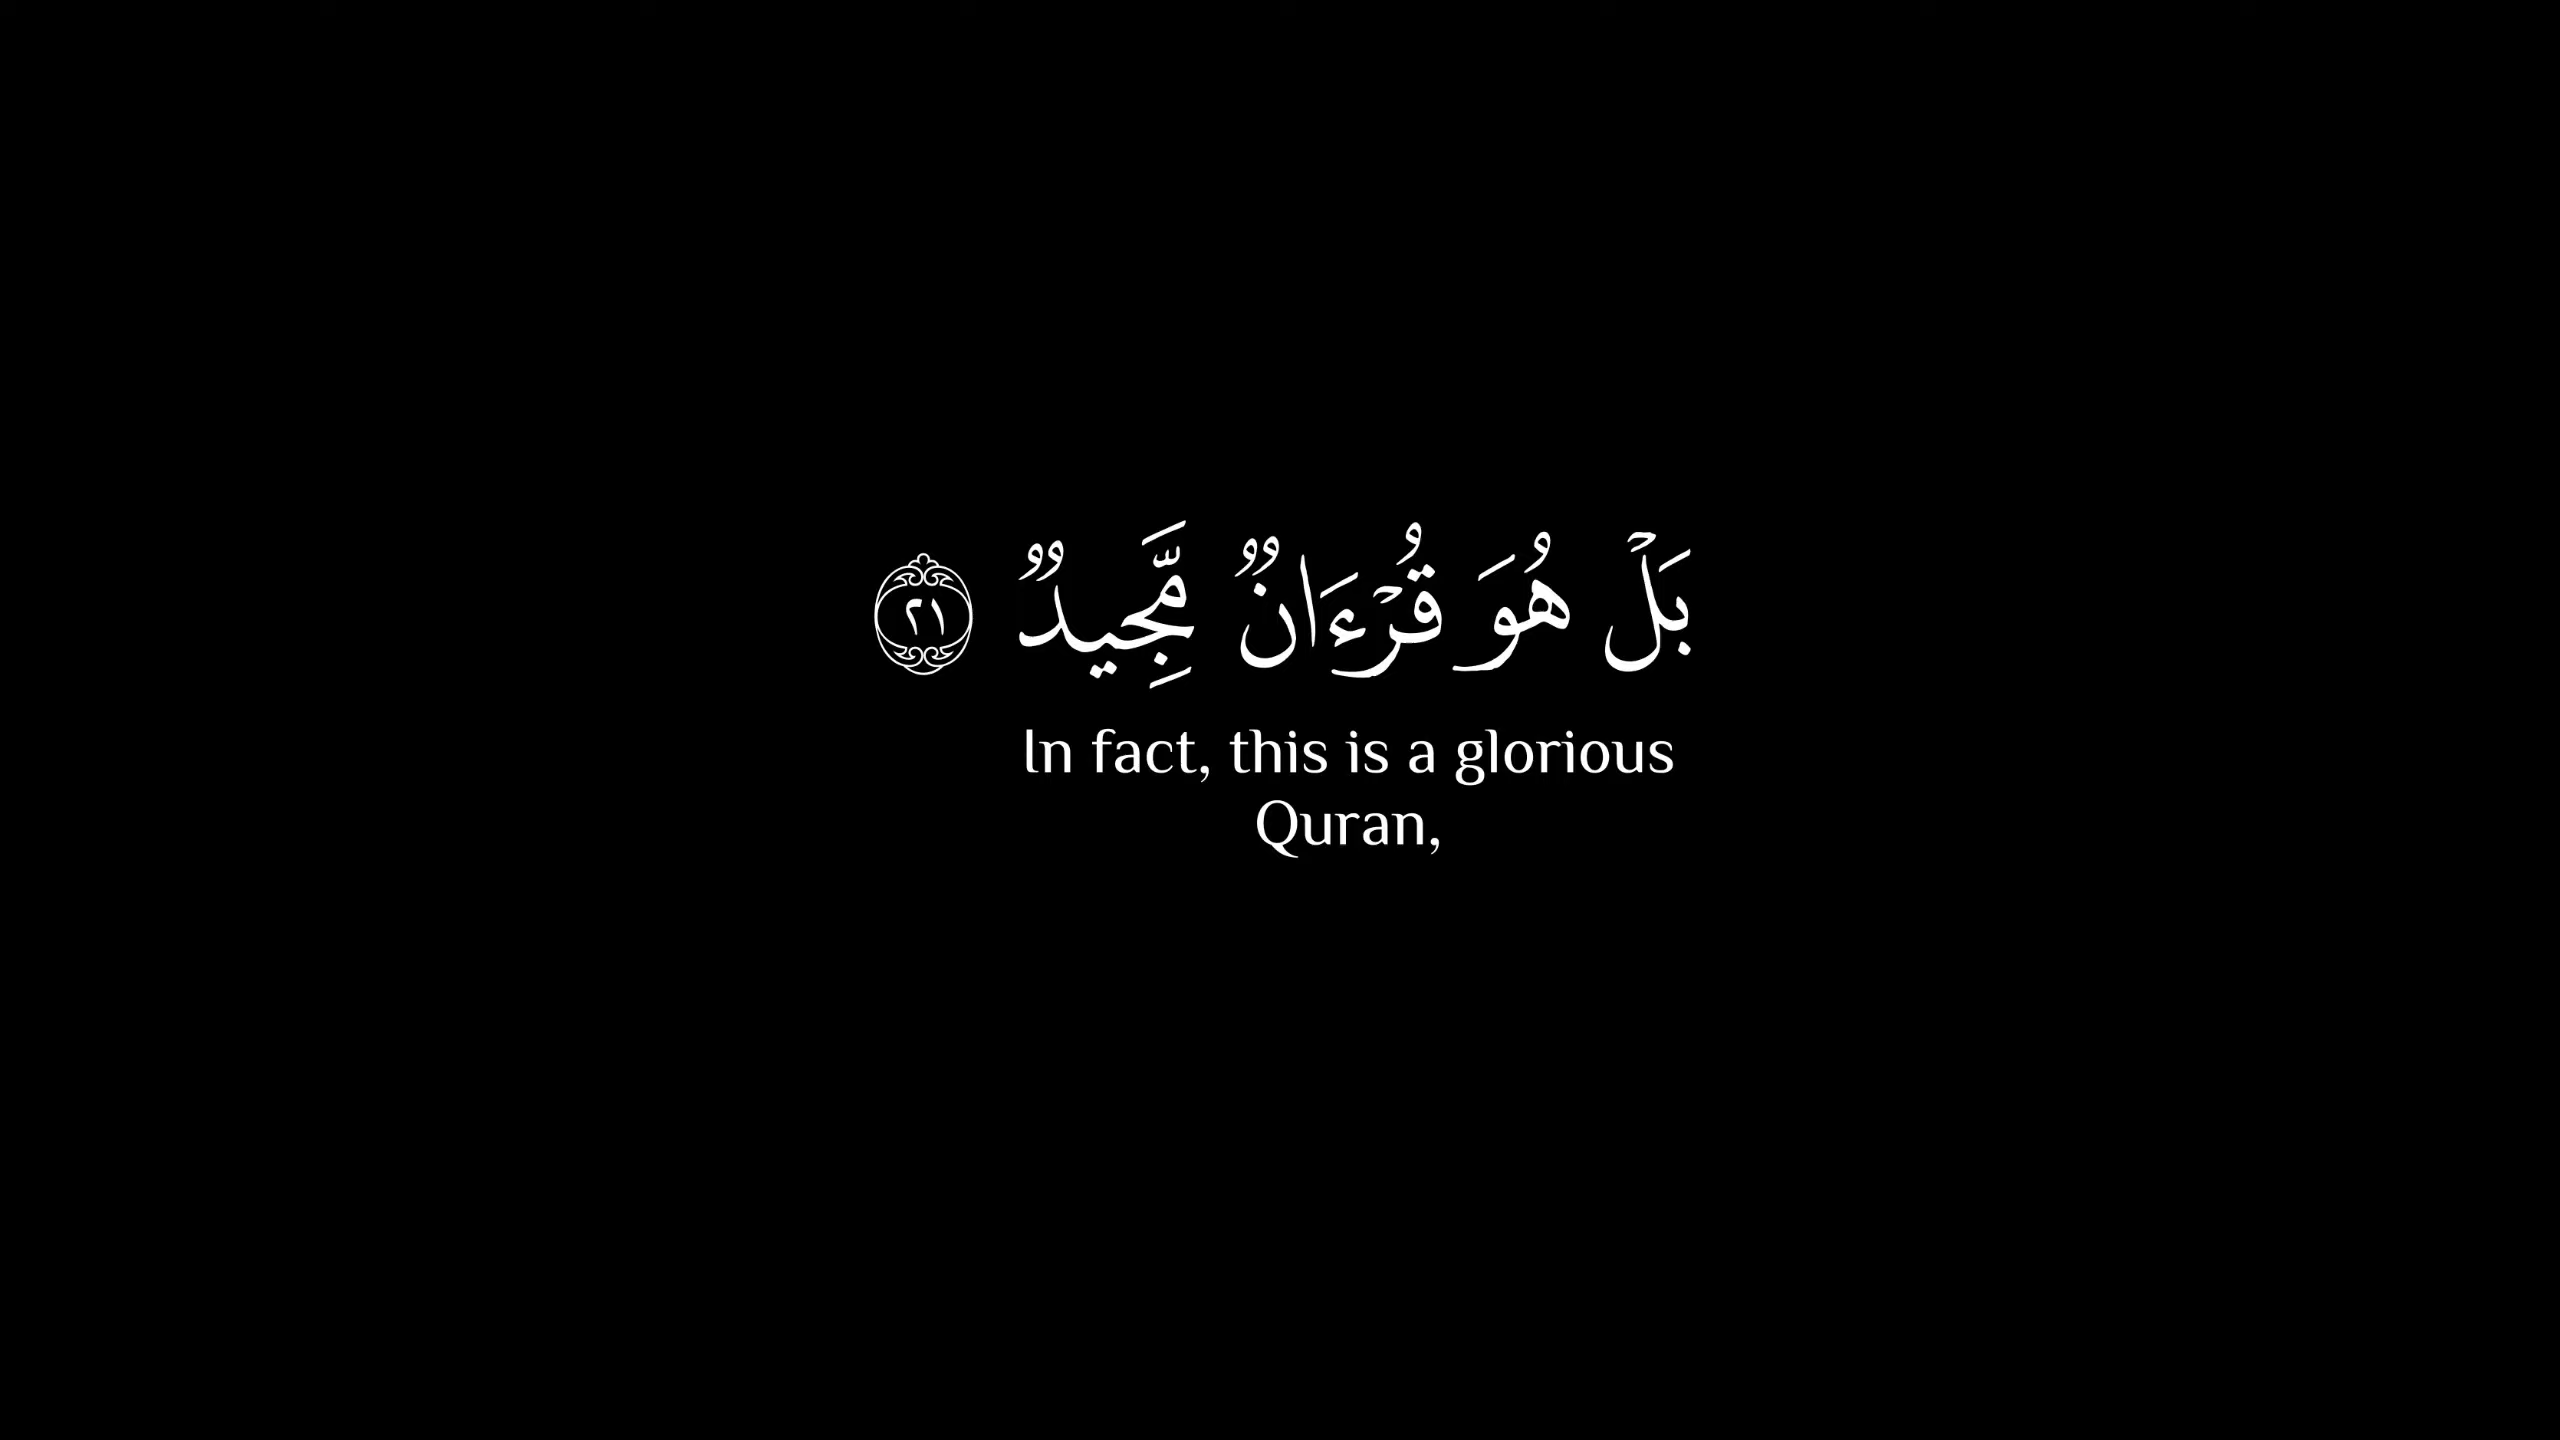 بَلْ هُوَ قُرْءَانٌ مَّجِيدٌ ٢١
In fact, this is a glorious
Quran,